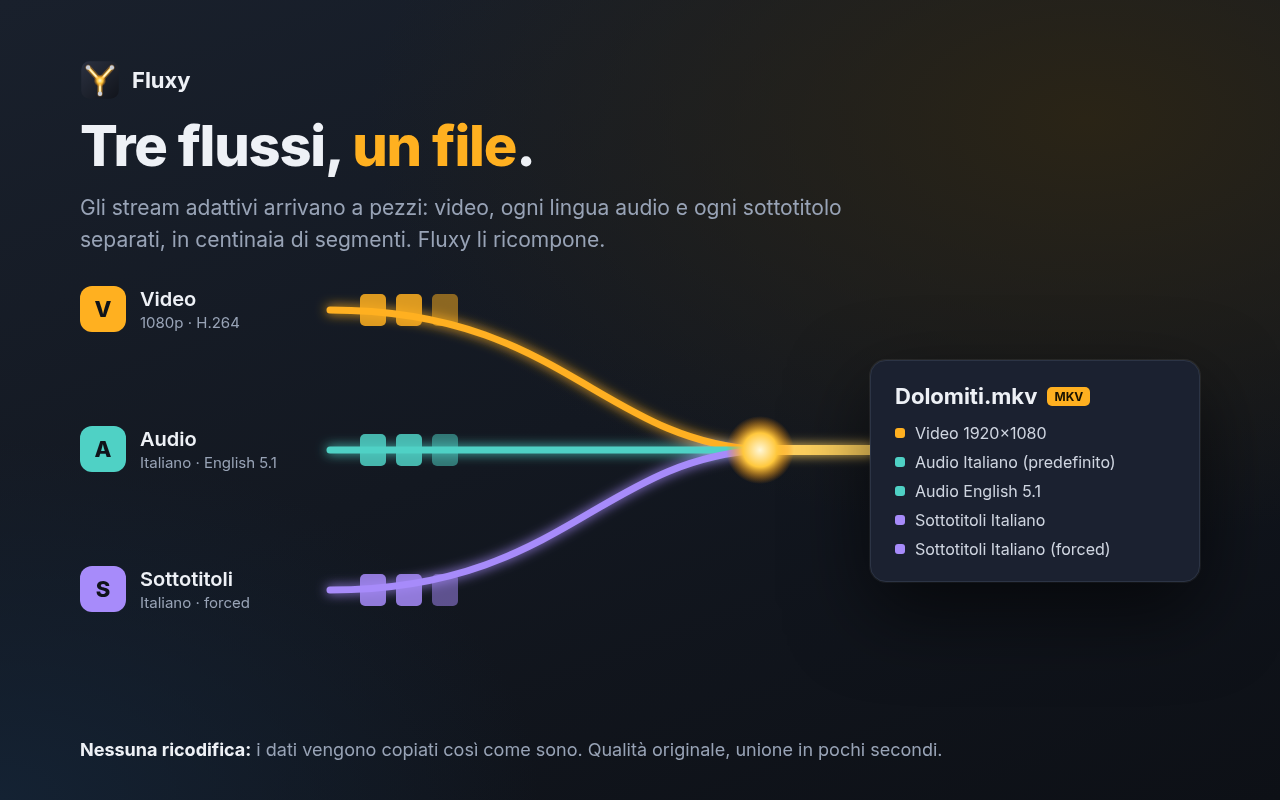 Fluxy
Tre flussi, un file.
Gli stream adattivi arrivano a pezzi: video, ogni lingua audio e ogni sottotitolo
separati, in centinaia di segmenti. Fluxy li ricompone.
V
Video
1080p · H.264
A
Audio
Italiano · English 5.1
S
Sottotitoli
Italiano · forced
Dolomiti.mkv MKV
Video 1920×1080
Audio Italiano (predefinito)
Audio English 5.1
Sottotitoli Italiano
Sottotitoli Italiano (forced)
Nessuna ricodifica: i dati vengono copiati così come sono. Qualità originale, unione in pochi secondi.